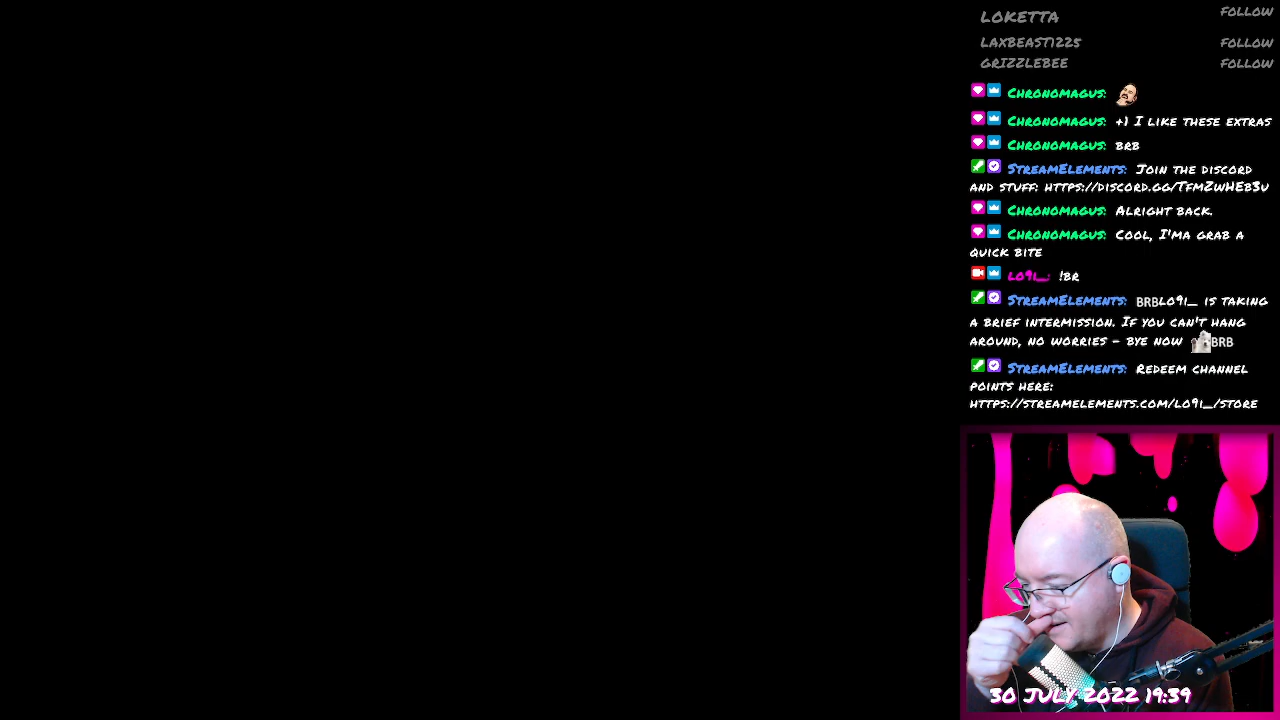 LOKETTA FOLLOW
LAXBEAST1225 FOLLOW
GRIZZLEBEE FOLLOW
CHRONOMAGUS:
CHRONOMAGUS: +1 I LIKE THESE EXTRAS
CHRONOMAGUS: BRB
STREAMELEMENTS: JOIN THE DISCORD
AND STUFF: HTTPS://DISCORD.GG/TFMZWHEB3U
CHRONOMAGUS: ALRIGHT BACK.
CHRONOMAGUS: COOL, I'MA GRAB A
QUICK BITE
LO9I_: !BR
STREAMELEMENTS: BRB LO9I_ IS TAKING
A BRIEF INTERMISSION. IF YOU CAN'T HANG
AROUND, NO WORRIES - BYE NOW BRB
STREAMELEMENTS: REDEEM CHANNEL
POINTS HERE:
HTTPS://STREAMELEMENTS.COM/LO9I_/STORE
30 JULY 2022 19:39